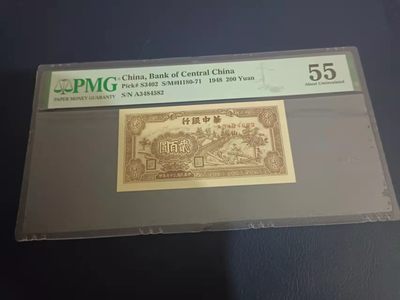 PMG
PAPER MONEY GUARANTY
China, Bank of Central China
Pick# S3402 S/M#H180-71 1948 200 Yuan
S/N A3484582
55
About Uncirculated
行銀中華
圓百貳